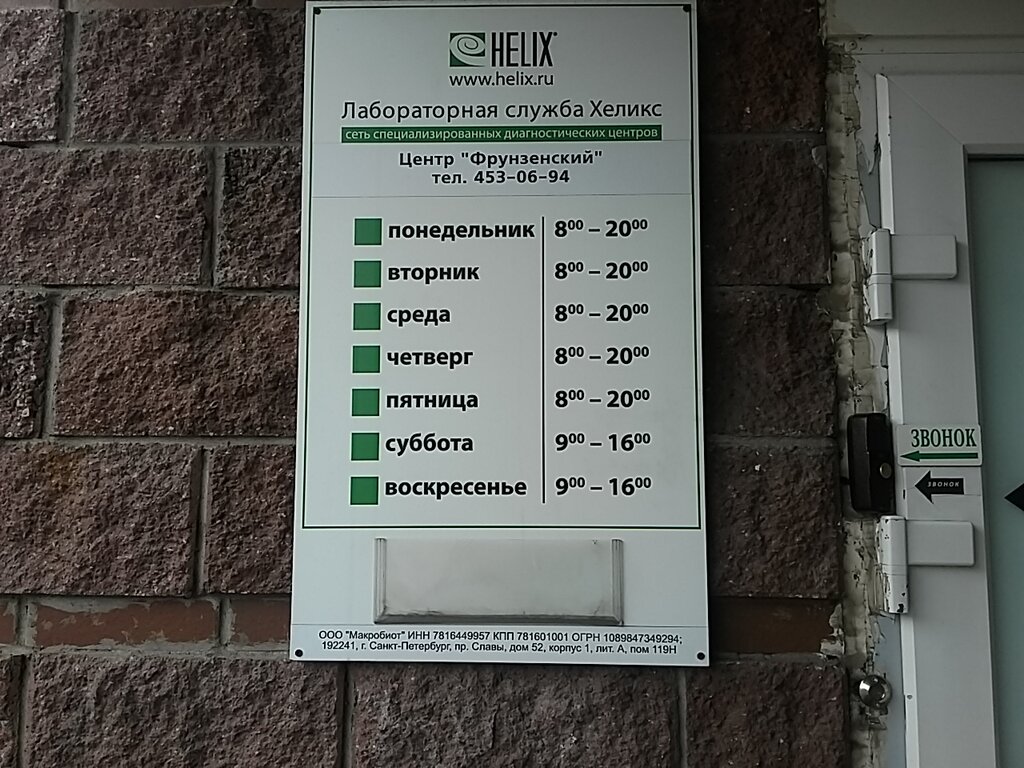 HELIX®
www.helix.ru
Лабораторная служба Хеликс
сеть специализированных диагностических центров
Центр "Фрунзенский"
тел. 453-06-94
понедельник 8⁰⁰ – 20⁰⁰
вторник 8⁰⁰ – 20⁰⁰
среда 8⁰⁰ – 20⁰⁰
четверг 8⁰⁰ – 20⁰⁰
пятница 8⁰⁰ – 20⁰⁰
суббота 9⁰⁰ – 16⁰⁰
воскресенье 9⁰⁰ – 16⁰⁰
ООО "Макробиот" ИНН 7816449957 КПП 781601001 ОГРН 1089847349294;
192241, г. Санкт-Петербург, пр. Славы, дом 52, корпус 1, лит. А, пом 119Н
ЗВОНОК
ЗВОНОК